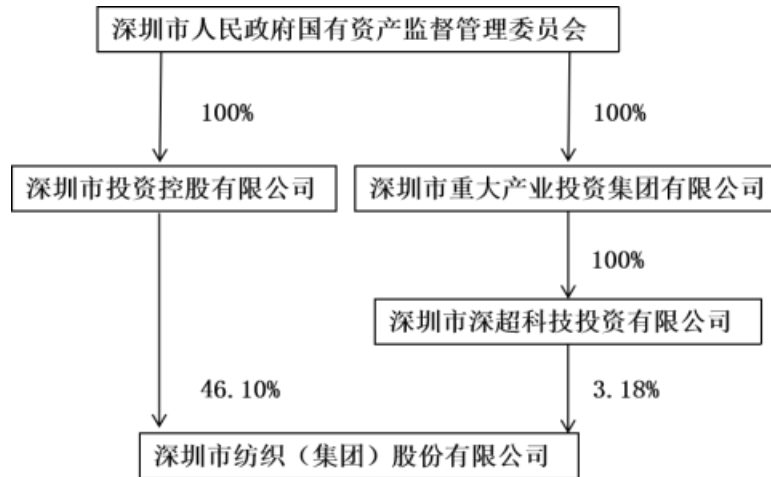 深圳市人民政府国有资产监督管理委员会
100%
100%
深圳市投资控股有限公司
深圳市重大产业投资集团有限公司
100%
深圳市深超科技投资有限公司
46.10%
3.18%
深圳市纺织（集团）股份有限公司